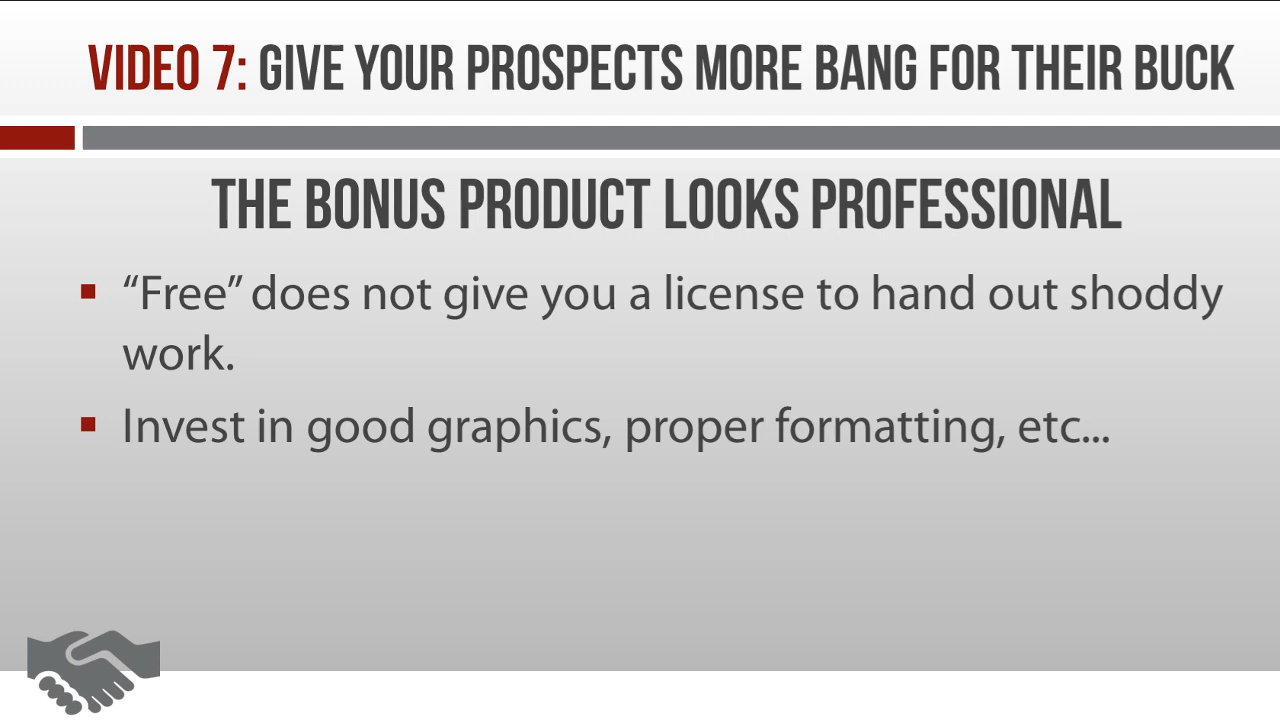 VIDEO 7: GIVE YOUR PROSPECTS MORE BANG FOR THEIR BUCK
THE BONUS PRODUCT LOOKS PROFESSIONAL
“Free” does not give you a license to hand out shoddy
work.
Invest in good graphics, proper formatting, etc...